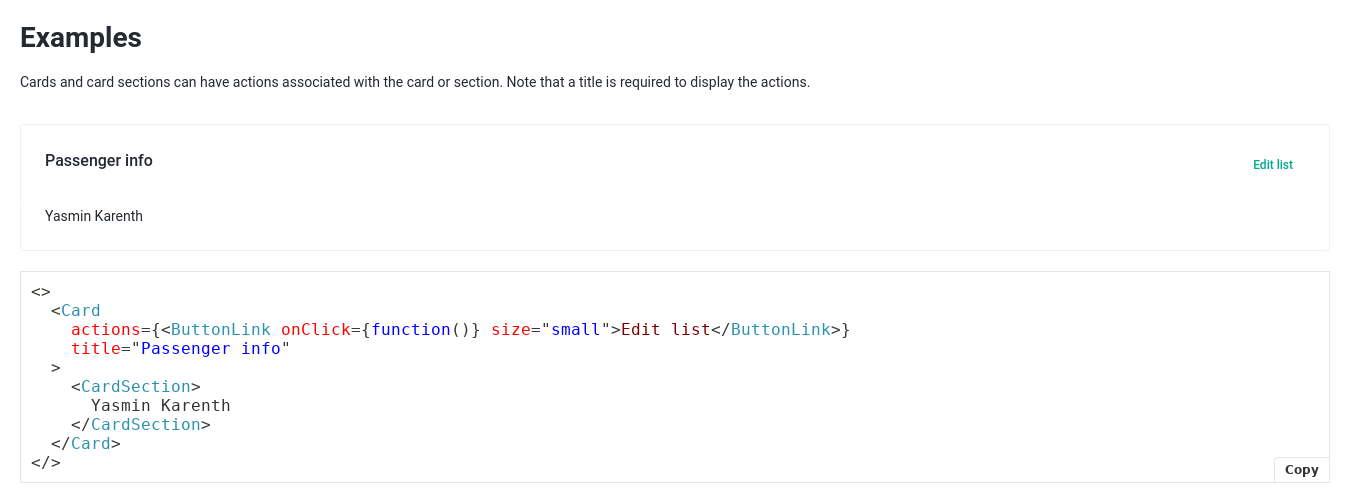 Examples
Cards and card sections can have actions associated with the card or section. Note that a title is required to display the actions.
Passenger info
Edit list
Yasmin Karenth
<>
  <Card
    actions={<ButtonLink onClick={function()} size="small">Edit list</ButtonLink>}
    title="Passenger info"
  >
    <CardSection>
      Yasmin Karenth
    </CardSection>
  </Card>
</>
Copy